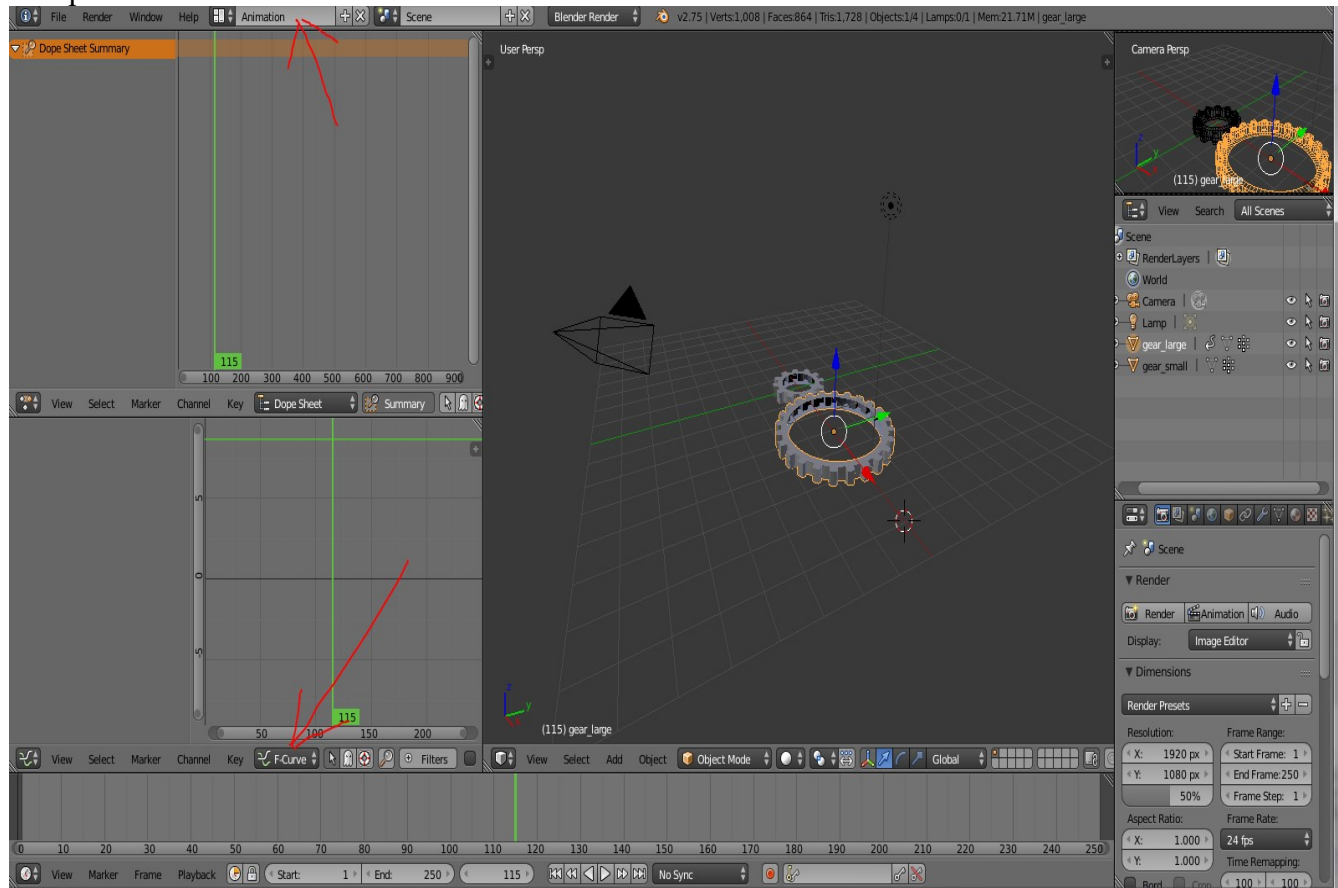 File Render Window Help Animation Scene Blender Render v2.75 | Verts:1,008 | Faces:864 | Tris:1,728 | Objects:1/4 | Lamps:0/1 | Mem:21.71M | gear_large
Dope Sheet Summary
115
100 200 300 400 500 600 700 800 900
View Select Marker Channel Key Dope Sheet Summary
5
0
-5
115
50 100 150 200
View Select Marker Channel Key F-Curve Filters
User Persp
z
y
(115) gear_large
View Select Add Object Object Mode Global
Camera Persp
z
y
(115) gear_large
View Search All Scenes
Scene
RenderLayers |
World
Camera |
Lamp |
gear_large |
gear_small |
Scene
Render
Render Animation Audio
Display: Image Editor
Dimensions
Render Presets
Resolution: Frame Range:
X: 1920 px Start Frame: 1
Y: 1080 px End Frame:250
50% Frame Step: 1
Aspect Ratio: Frame Rate:
X: 1.000 24 fps
Y: 1.000 Time Remapping:
Bord Crop 100 100
0 10 20 30 40 50 60 70 80 90 100 110 120 130 140 150 160 170 180 190 200 210 220 230 240 250
View Marker Frame Playback Start: 1 End: 250 115 No Sync